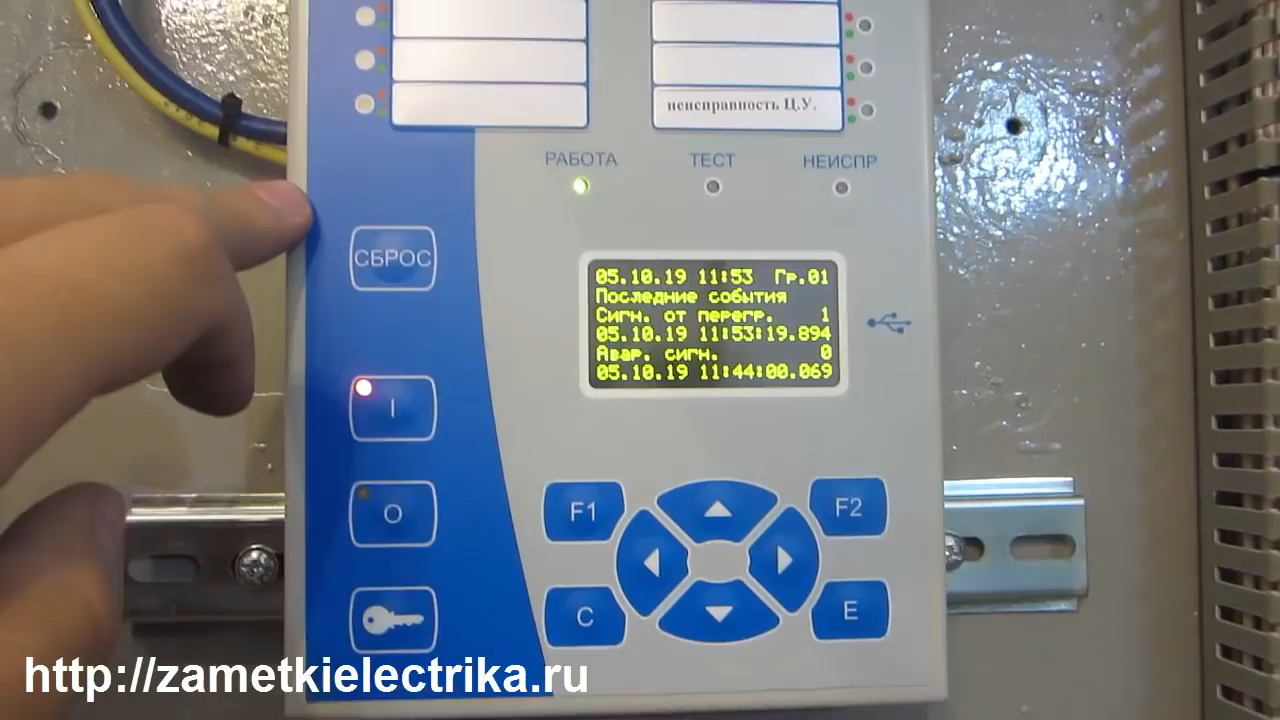 неисправность Ц.У.
РАБОТА ТЕСТ НЕИСПР
СБРОС
05.10.19 11:53 Гр.01
Последние события
Сигн. от перегр. 1
05.10.19 11:53:19.894
Авар. сигн. 0
05.10.19 11:44:00.069
I
O
F1
F2
C
E
http://zametkielectrika.ru